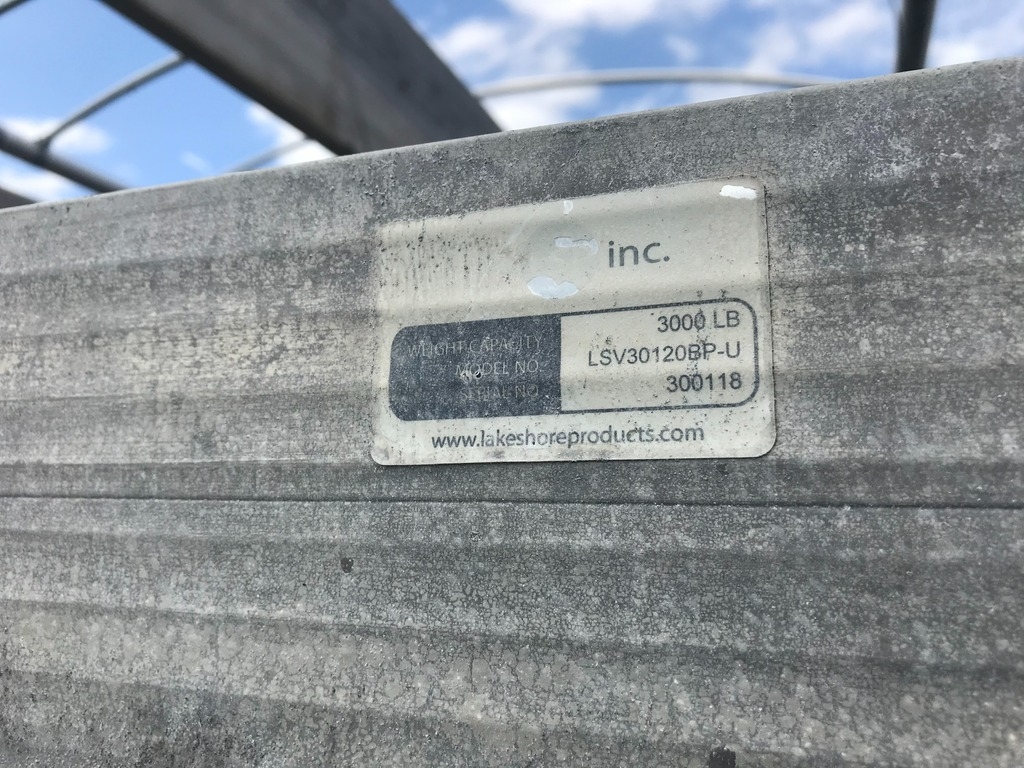 inc.
WEIGHT CAPACITY 3000 LB
MODEL NO. LSV30120BP-U
SERIAL NO. 300118
www.lakeshoreproducts.com